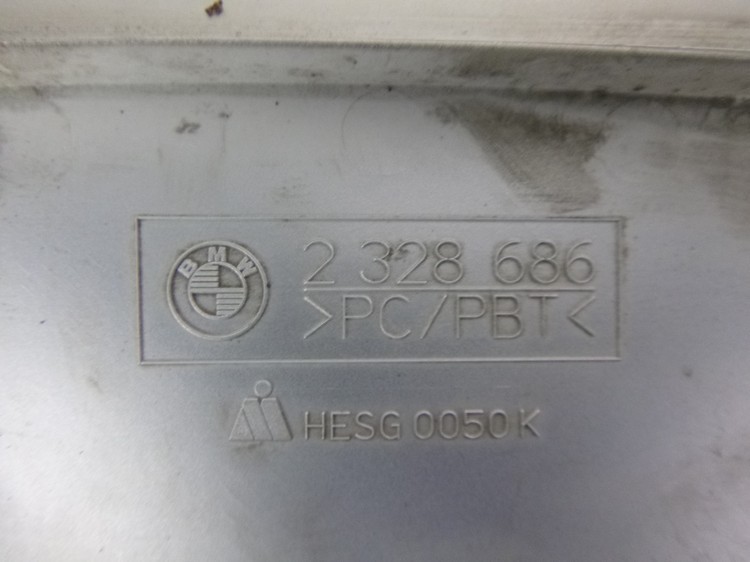 BMW
2 328 686
>PC/PBT<
HESG 0050 K